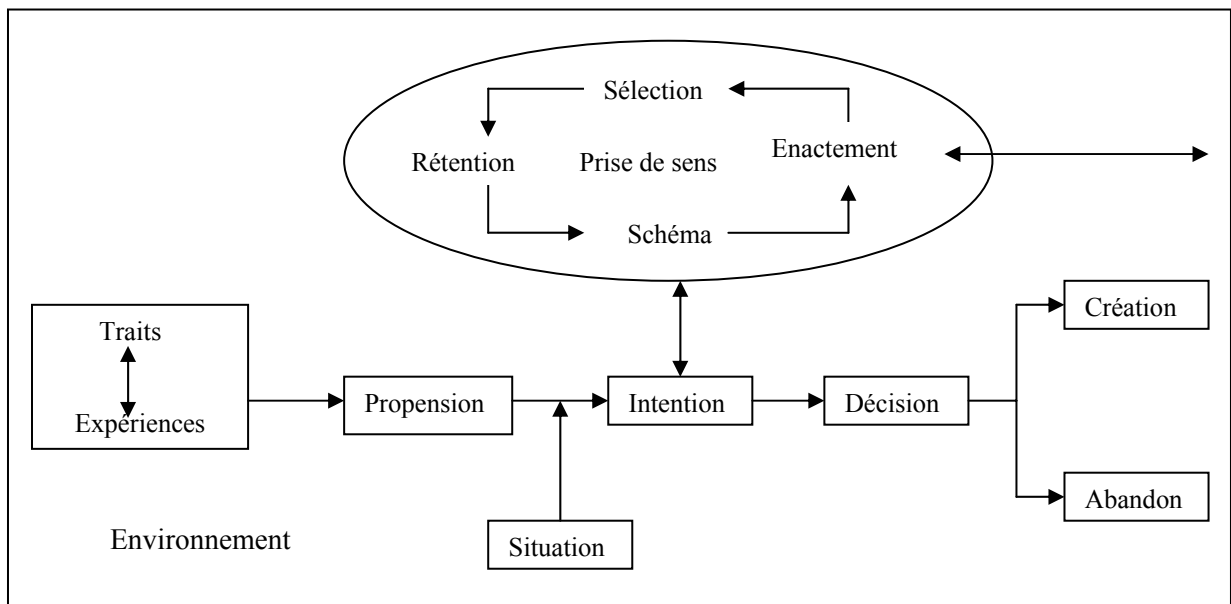 Sélection
Rétention
Prise de sens
Enactement
Schéma
Traits
Expériences
Propension
Intention
Décision
Création
Abandon
Situation
Environnement